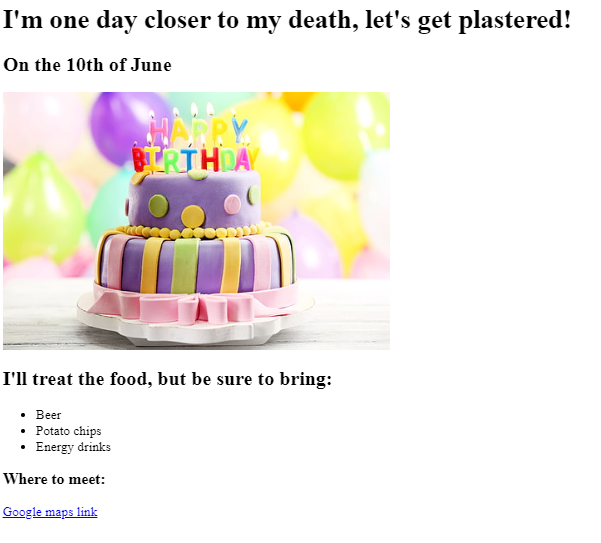 I'm one day closer to my death, let's get plastered!
On the 10th of June
HAPPY
BIRTHDAY
I'll treat the food, but be sure to bring:
Beer
Potato chips
Energy drinks
Where to meet:
Google maps link